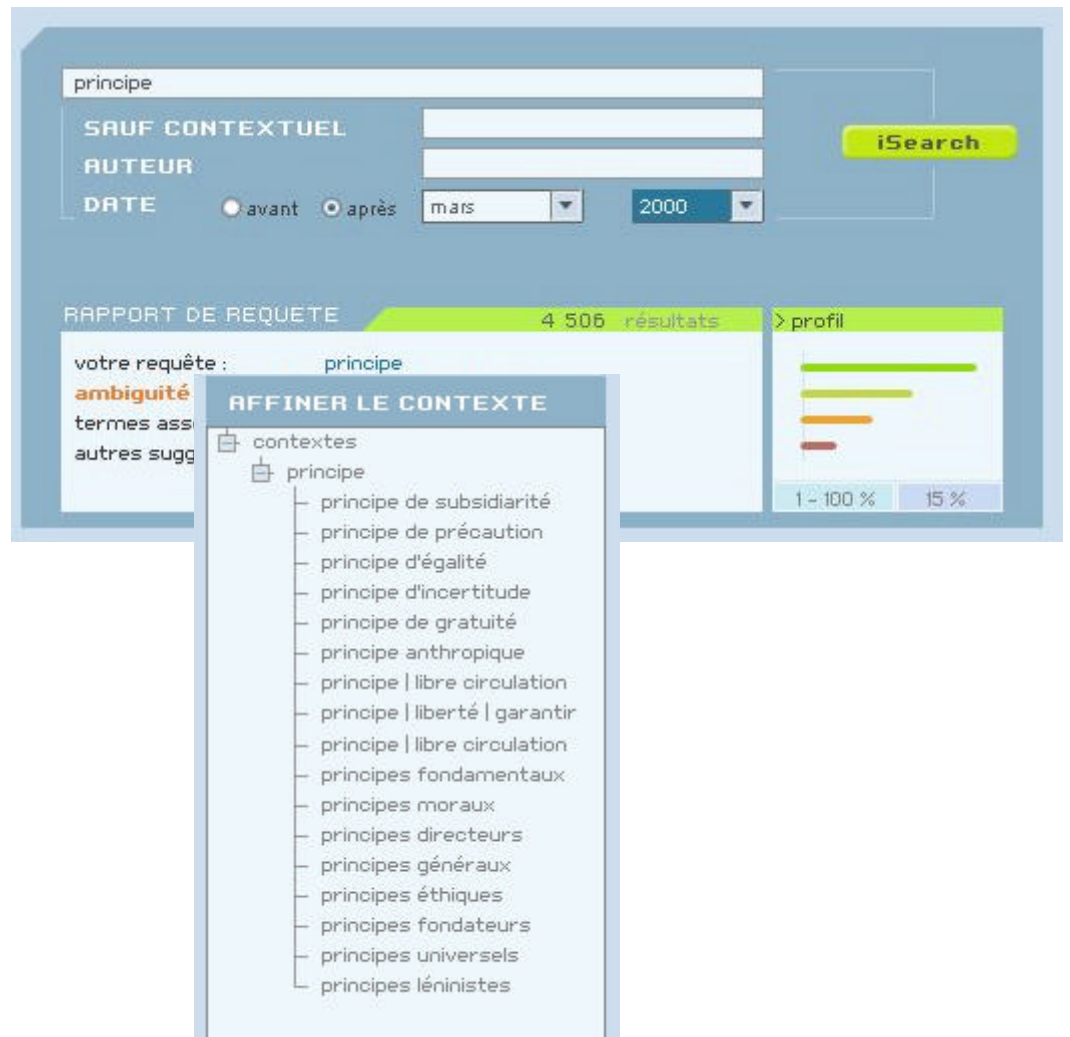 principe
SAUF CONTEXTUEL
iSearch
AUTEUR
DATE avant après mars 2000
RAPPORT DE REQUETE 4 506 résultats > profil
votre requête : principe
ambiguité
termes ass
autres sugg
1 - 100 % 15 %
AFFINER LE CONTEXTE
contextes
principe
principe de subsidiarité
principe de précaution
principe d'égalité
principe d'incertitude
principe de gratuité
principe anthropique
principe | libre circulation
principe | liberté | garantir
principe | libre circulation
principes fondamentaux
principes moraux
principes directeurs
principes généraux
principes éthiques
principes fondateurs
principes universels
principes léninistes